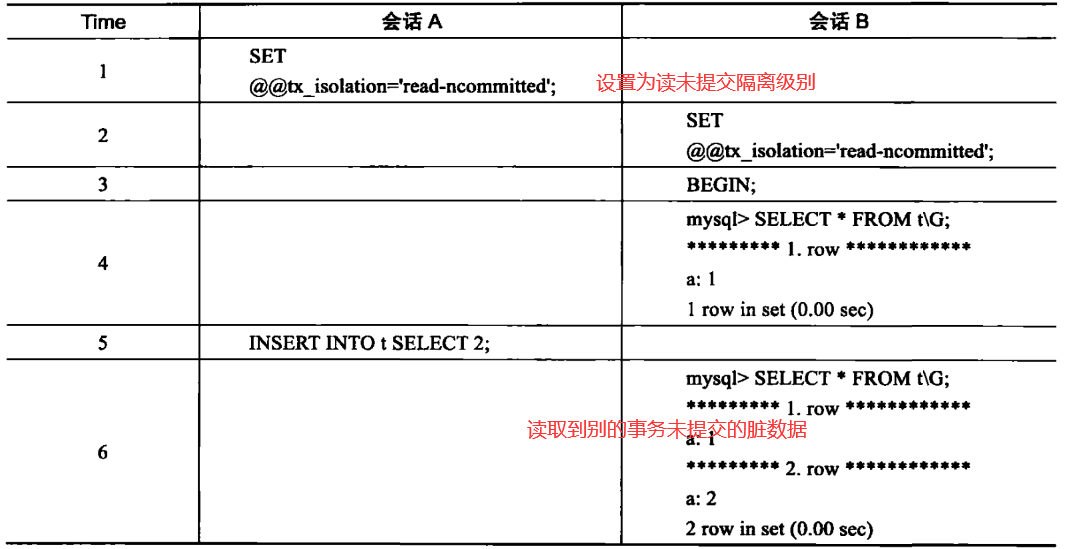 Time 会话 A 会话 B
1
SET
@@tx_isolation='read-ncommitted';
设置为读未提交隔离级别
2
SET
@@tx_isolation='read-ncommitted';
3 BEGIN;
4
mysql> SELECT * FROM t\G;
********* 1. row ************
a: 1
1 row in set (0.00 sec)
5 INSERT INTO t SELECT 2;
6
mysql> SELECT * FROM t\G;
********* 1. row ************
读取到别的事务未提交的脏数据
a: 1
********* 2. row ************
a: 2
2 row in set (0.00 sec)